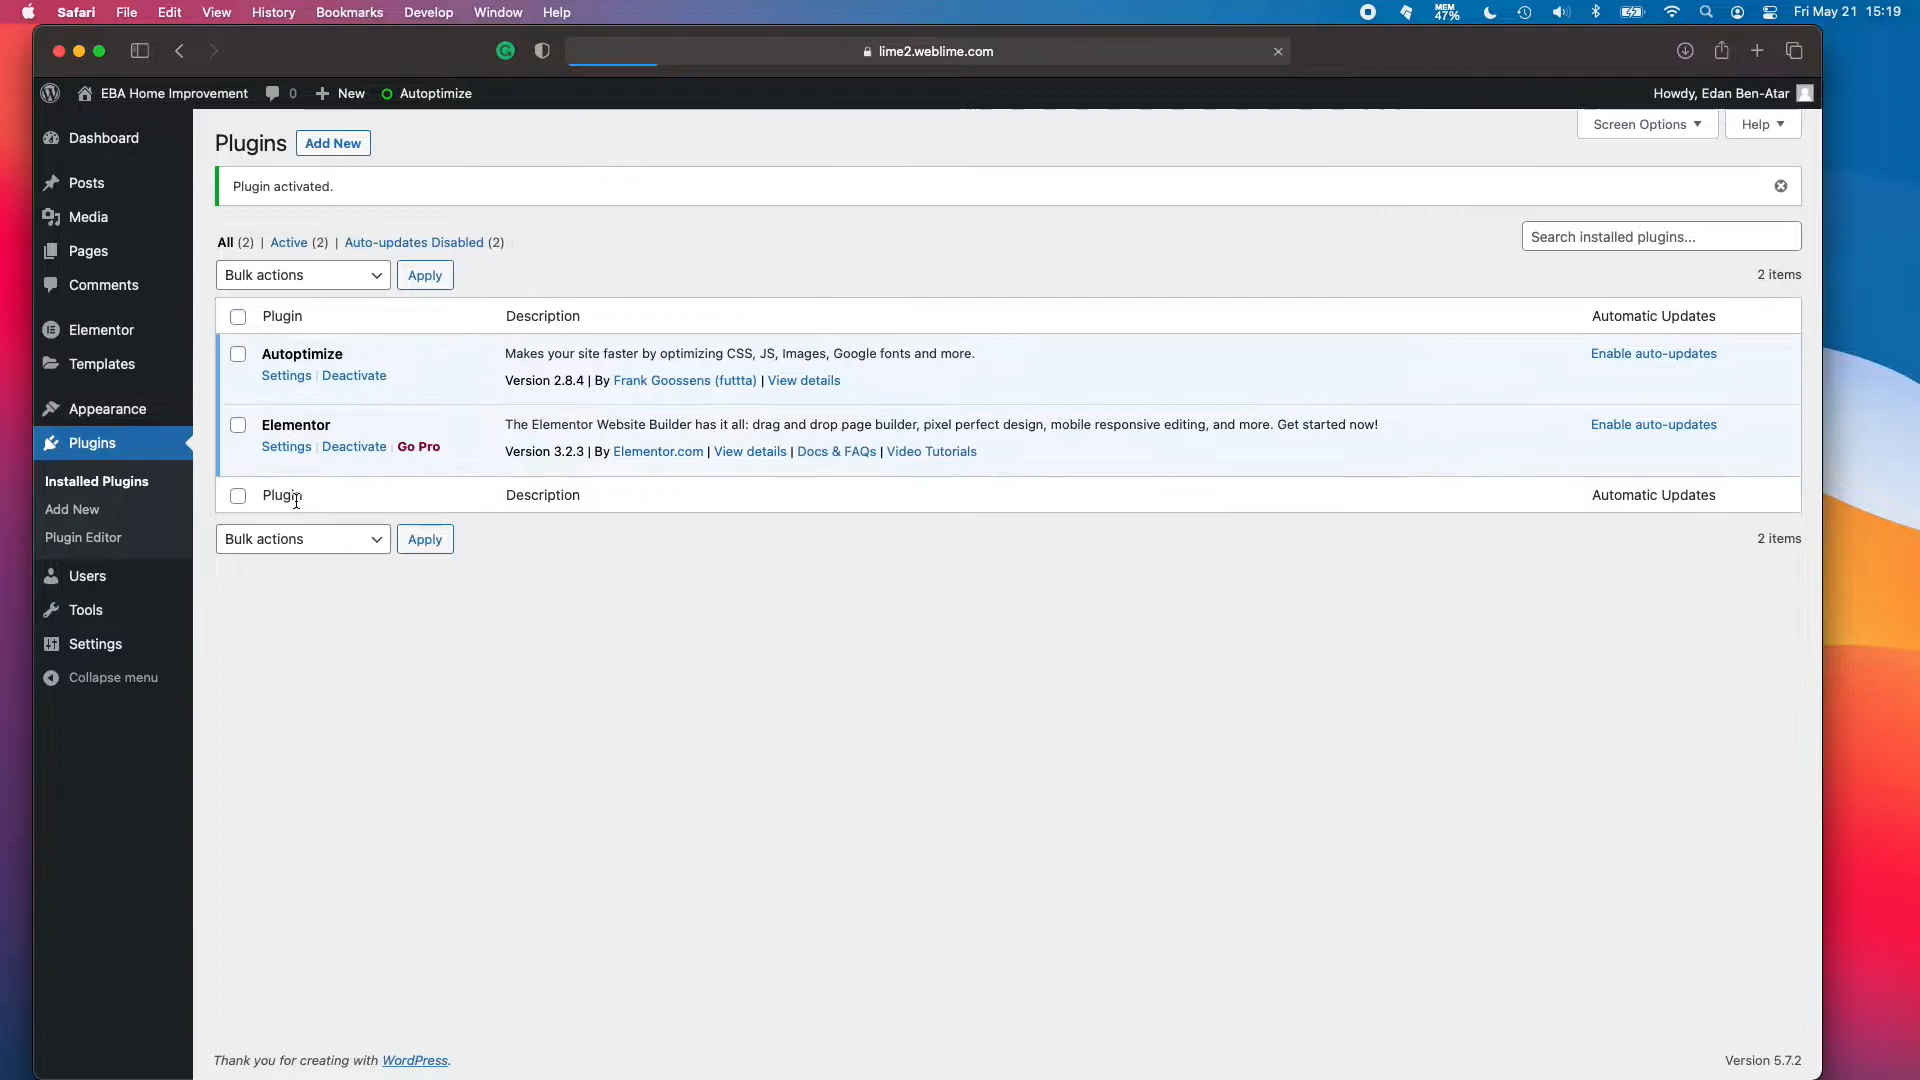 Safari File Edit View History Bookmarks Develop Window Help MEM 47% Fri May 21 15:19
lime2.weblime.com
EBA Home Improvement 0 New Autoptimize Howdy, Edan Ben-Atar
Dashboard
Posts
Media
Pages
Comments
Elementor
Templates
Appearance
Plugins
Installed Plugins
Add New
Plugin Editor
Users
Tools
Settings
Collapse menu
Screen Options Help
Plugins Add New
Plugin activated.
All (2) | Active (2) | Auto-updates Disabled (2)
Search installed plugins...
Bulk actions Apply 2 items
Plugin Description Automatic Updates
Autoptimize Makes your site faster by optimizing CSS, JS, Images, Google fonts and more. Enable auto-updates
Settings | Deactivate Version 2.8.4 | By Frank Goossens (futtta) | View details
Elementor The Elementor Website Builder has it all: drag and drop page builder, pixel perfect design, mobile responsive editing, and more. Get started now! Enable auto-updates
Settings | Deactivate | Go Pro Version 3.2.3 | By Elementor.com | View details | Docs & FAQs | Video Tutorials
Plugin Description Automatic Updates
Bulk actions Apply 2 items
Thank you for creating with WordPress. Version 5.7.2